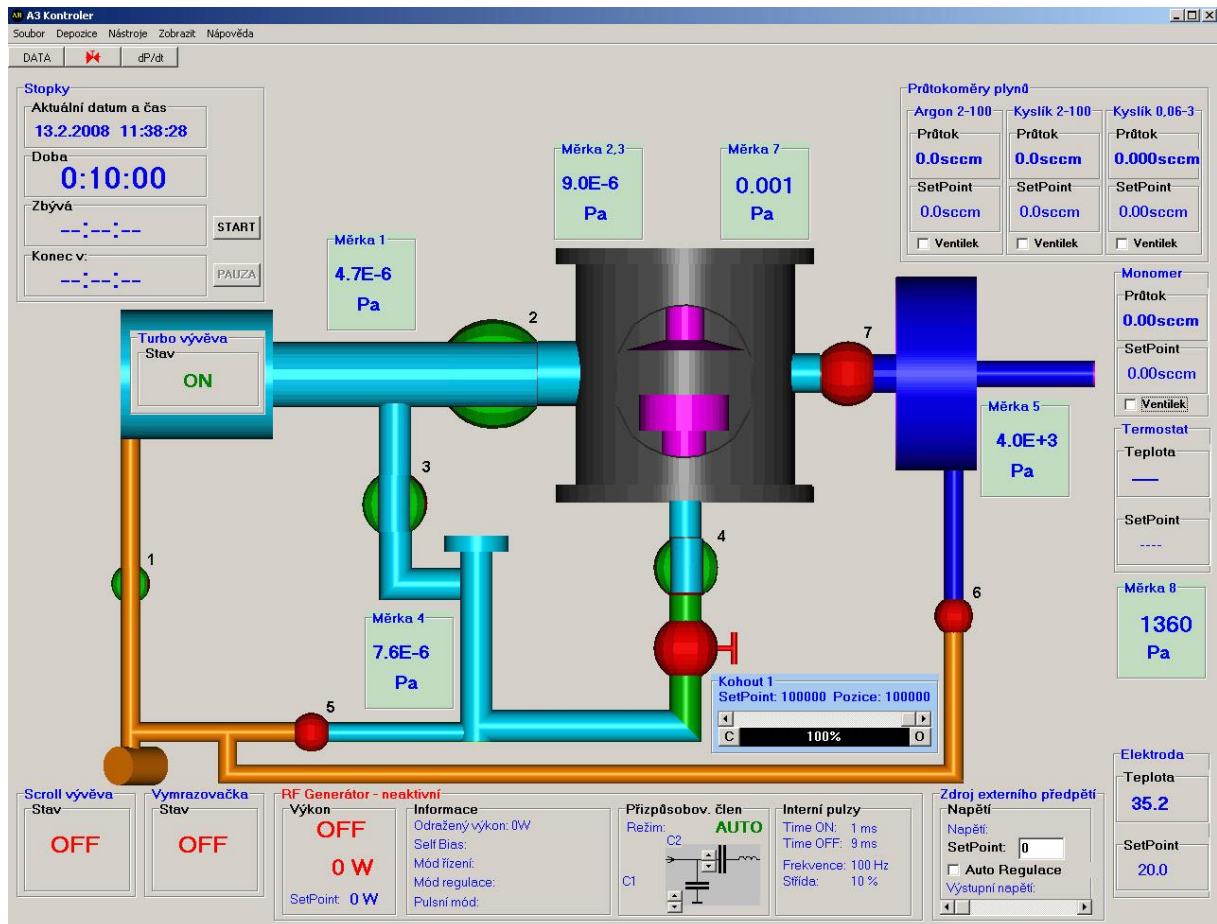 A3 Kontroler
Soubor Depozice Nástroje Zobrazit Nápověda
DATA dP/dt
Stopky
Aktuální datum a čas
13.2.2008 11:38:28
Doba
0:10:00
Zbývá
--:--:--
START
Konec v:
--:--:--
PAUZA
Měrka 1
4.7E-6
Pa
Měrka 2,3
9.0E-6
Pa
Měrka 7
0.001
Pa
Průtokoměry plynů
Argon 2-100 Kyslík 2-100 Kyslík 0,06-3
Průtok Průtok Průtok
0.0sccm 0.0sccm 0.000sccm
SetPoint SetPoint SetPoint
0.0sccm 0.0sccm 0.00sccm
Ventilek Ventilek Ventilek
Monomer
Průtok
0.00sccm
SetPoint
0.00sccm
Ventilek
Turbo vývěva
Stav
ON
2
7
3
1
4
5
6
Měrka 5
4.0E+3
Pa
Termostat
Teplota
---
SetPoint
----
Měrka 4
7.6E-6
Pa
Měrka 8
1360
Pa
Kohout 1
SetPoint: 100000 Pozice: 100000
C 100% O
Scroll vývěva
Stav
OFF
Vymrazovačka
Stav
OFF
RF Generátor - neaktivní
Výkon
OFF
0 W
SetPoint: 0 W
Informace
Odražený výkon: 0W
Self Bias:
Mód řízení:
Mód regulace:
Pulsní mód:
Přizpůsobov. člen
Režim: AUTO
C2
C1
Interní pulzy
Time ON: 1 ms
Time OFF: 9 ms
Frekvence: 100 Hz
Střída: 10 %
Zdroj externího předpětí
Napětí
Napětí:
SetPoint: 0
Auto Regulace
Výstupní napětí:
Elektroda
Teplota
35.2
SetPoint
20.0